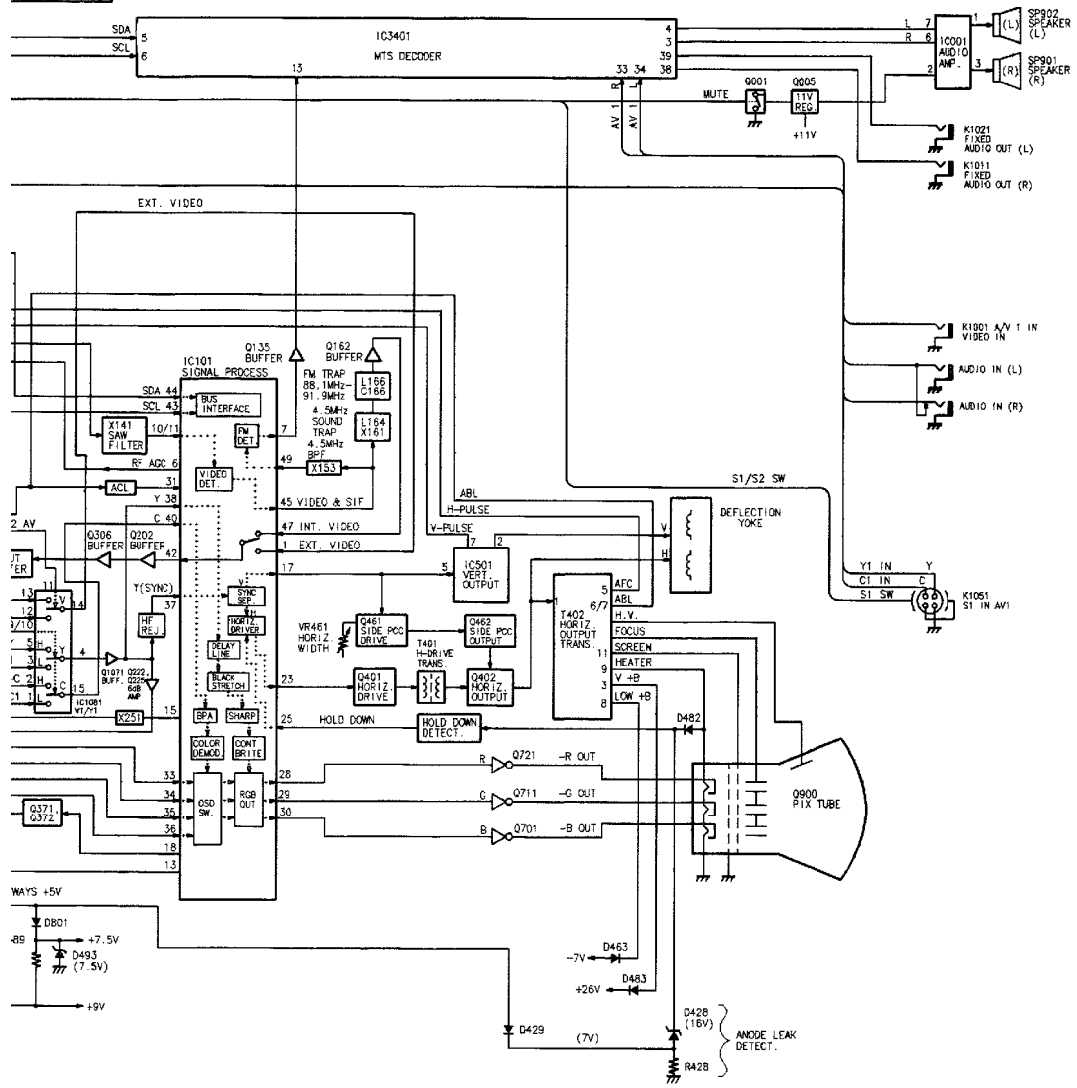 SDA 5
SCL 6
IC3401
MTS DECODER
13
4
3
39
38
33 34
L 7
R 6
2
IC001
AUDIO
AMP.
1
3
(L)
SP902
SPEAKER
(L)
(R)
SP901
SPEAKER
(R)
MUTE
Q001
Q005
11V
REG.
+11V
AV 1 R
AV 1 L
K1021
FIXED
AUDIO OUT (L)
K1011
FIXED
AUDIO OUT (R)
EXT. VIDEO
K1001 A/V 1 IN
VIDEO IN
AUDIO IN (L)
AUDIO IN (R)
IC101
SIGNAL PROCESS
Q135
BUFFER
Q162
BUFFER
FM TRAP
88.1MHz-
91.9MHz
L166
C166
4.5MHz
SOUND
TRAP
L164
X161
4.5MHz
BPF
X153
SDA 44
SCL 43
BUS
INTERFACE
X141
SAW
FILTER
10/11
FM
DET.
7
RF AGC 6
49
VIDEO
DET.
ACL
31
Y 38
C 40
45 VIDEO & SIF
47 INT. VIDEO
1 EXT. VIDEO
2 AV
Q306
BUFFER
Q202
BUFFER
42
17
ABL
H-PULSE
V-PULSE
S1/S2 SW
DEFLECTION
YOKE
V
H
7
2
5
IC501
VERT.
OUTPUT
Y1 IN
C1 IN
S1 SW
Y
C
K1051
S1 IN AV1
Y(SYNC)
37
HF
REJ
V
SYNC
SEP.
H
HORIZ.
DRIVER
DELAY
LINE
BLACK
STRETCH
13
12
11
14
V
5
3
2
1
H
L
H
L
Y
C
4
15
Q1071
BUFF.
Q222,
Q225
6dB
AMP
IC1081
V1/Y1
X251
15
VR461
HORIZ.
WIDTH
Q461
SIDE PCC
DRIVE
Q462
SIDE PCC
OUTPUT
T401
H-DRIVE
TRANS.
23
Q401
HORIZ.
DRIVE
Q402
HORIZ.
OUTPUT
1
T402
HORIZ.
OUTPUT
TRANS.
5
6/7
11
9
3
8
AFC
ABL
H.V.
FOCUS
SCREEN
HEATER
V +B
LOW +B
25
HOLD DOWN
HOLD DOWN
DETECT.
D482
BPA
SHARP
COLOR
DEMOD.
CONT
BRITE
33
34
35
36
18
13
OSD
SW.
RGB
OUT
28
29
30
R
Q721
-R OUT
G
Q711
-G OUT
B
Q701
-B OUT
Q900
PIX TUBE
Q371,
Q372
WAYS +5V
D801
+7.5V
D493
(7.5V)
+9V
-7V
D463
+26V
D483
D429
(7V)
D428
(16V)
R428
ANODE LEAK
DETECT.